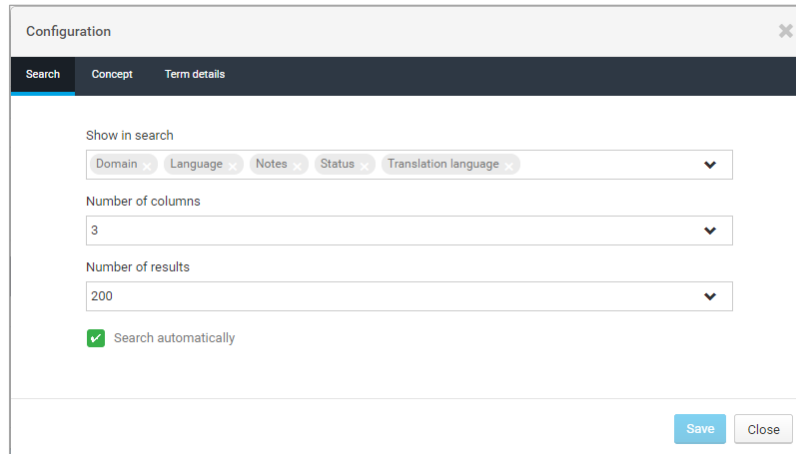 Configuration
Search Concept Term details
Show in search
Domain Language Notes Status Translation language
Number of columns
3
Number of results
200
Search automatically
Save Close